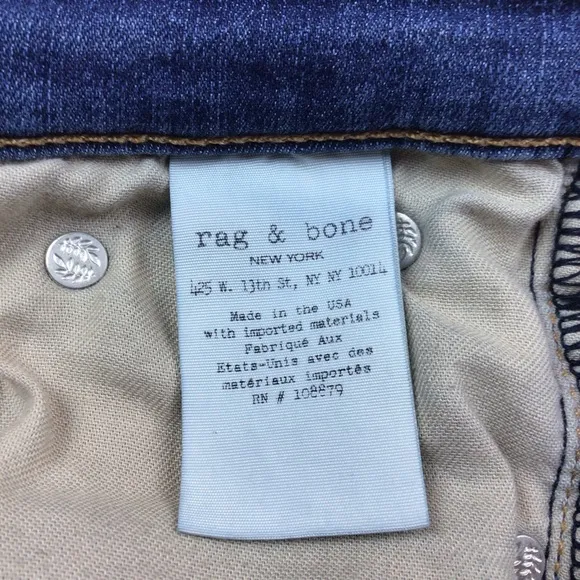 rag & bone
NEW YORK
425 W. 13th St, NY NY 10014
Made in the USA
with imported materials
Fabriqué Aux
Etats-Unis avec des
matériaux importés
RN # 108879